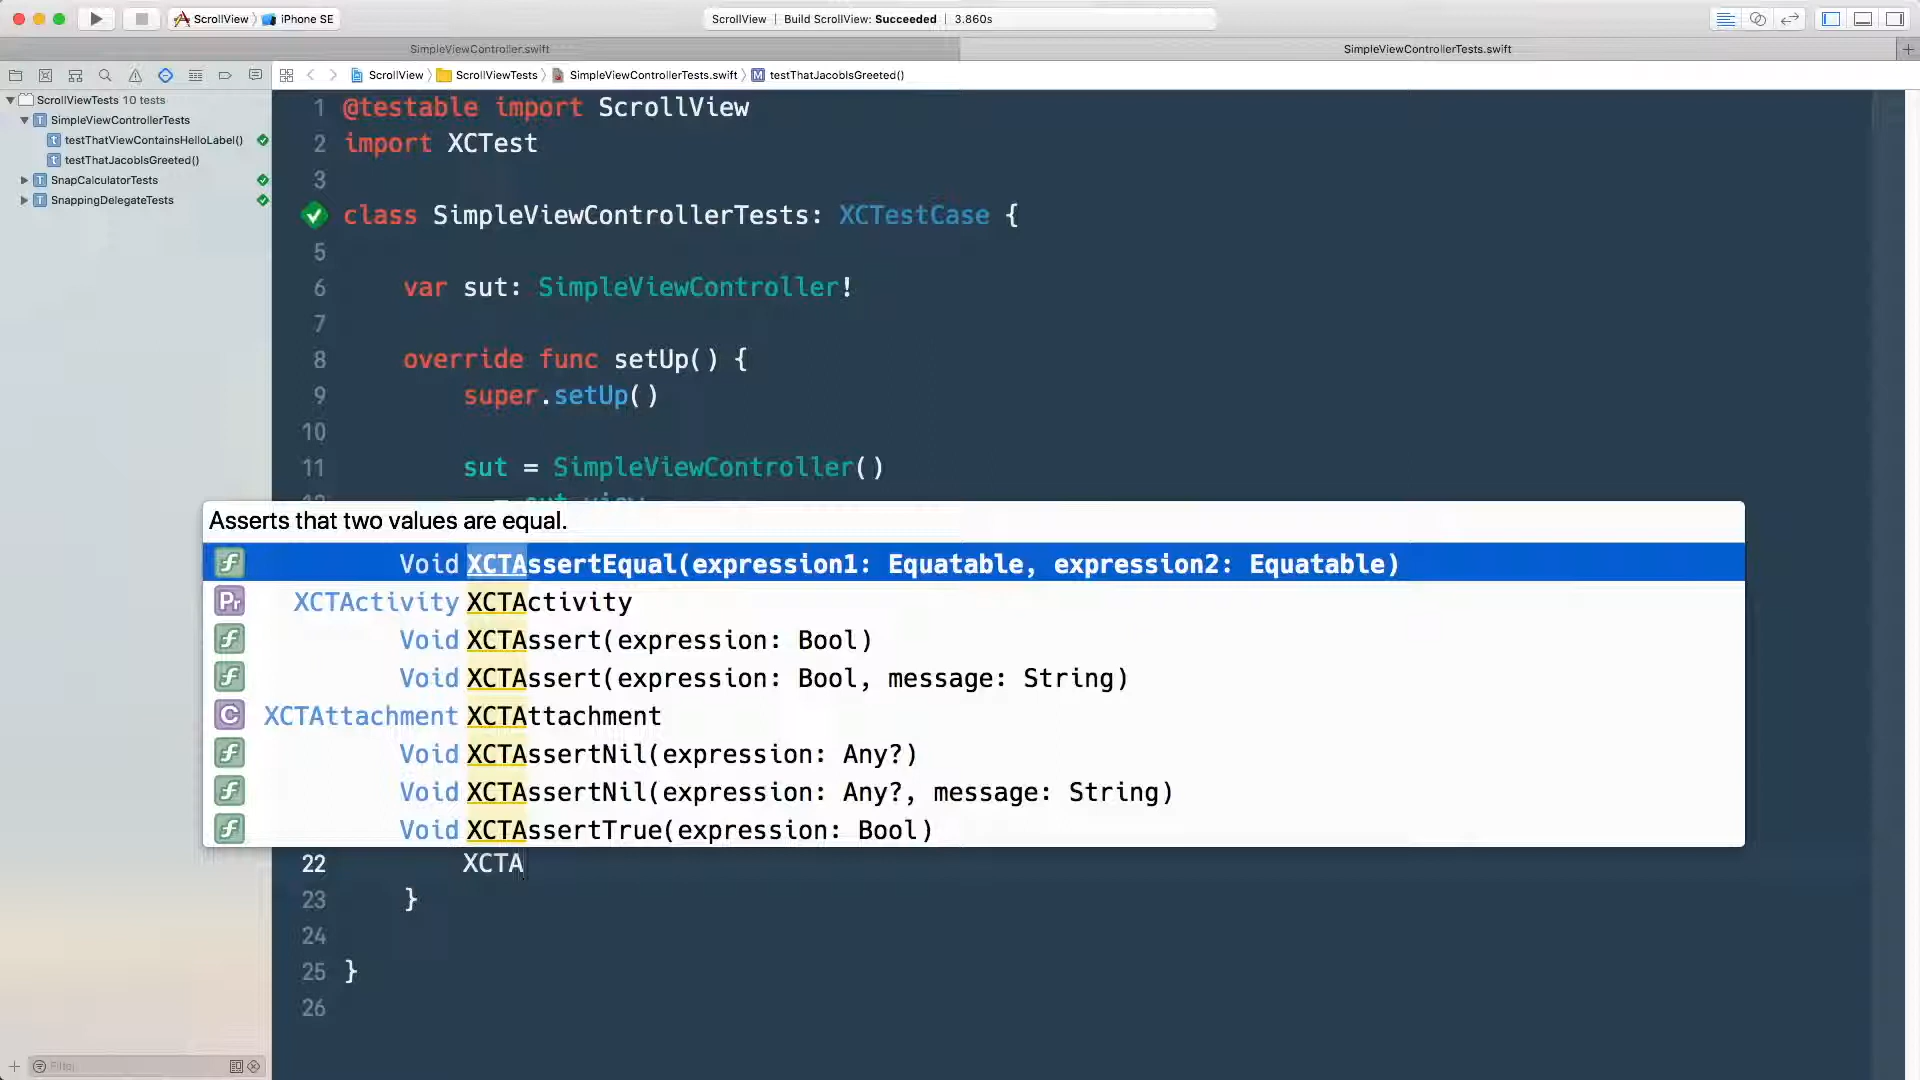 ScrollView iPhone SE
ScrollView | Build ScrollView: Succeeded | 3.860s
SimpleViewController.swift SimpleViewControllerTests.swift
ScrollView ScrollViewTests SimpleViewControllerTests.swift M testThatJacobIsGreeted()
ScrollViewTests 10 tests
T SimpleViewControllerTests
t testThatViewContainsHelloLabel()
t testThatJacobIsGreeted()
T SnapCalculatorTests
T SnappingDelegateTests
1 @testable import ScrollView
2 import XCTest
3
class SimpleViewControllerTests: XCTestCase {
5
6 var sut: SimpleViewController!
7
8 override func setUp() {
9 super.setUp()
10
11 sut = SimpleViewController()
Asserts that two values are equal.
f Void XCTAssertEqual(expression1: Equatable, expression2: Equatable)
Pr XCTActivity XCTActivity
f Void XCTAssert(expression: Bool)
f Void XCTAssert(expression: Bool, message: String)
C XCTAttachment XCTAttachment
f Void XCTAssertNil(expression: Any?)
f Void XCTAssertNil(expression: Any?, message: String)
f Void XCTAssertTrue(expression: Bool)
22 XCTA
23 }
24
25 }
26
Filter